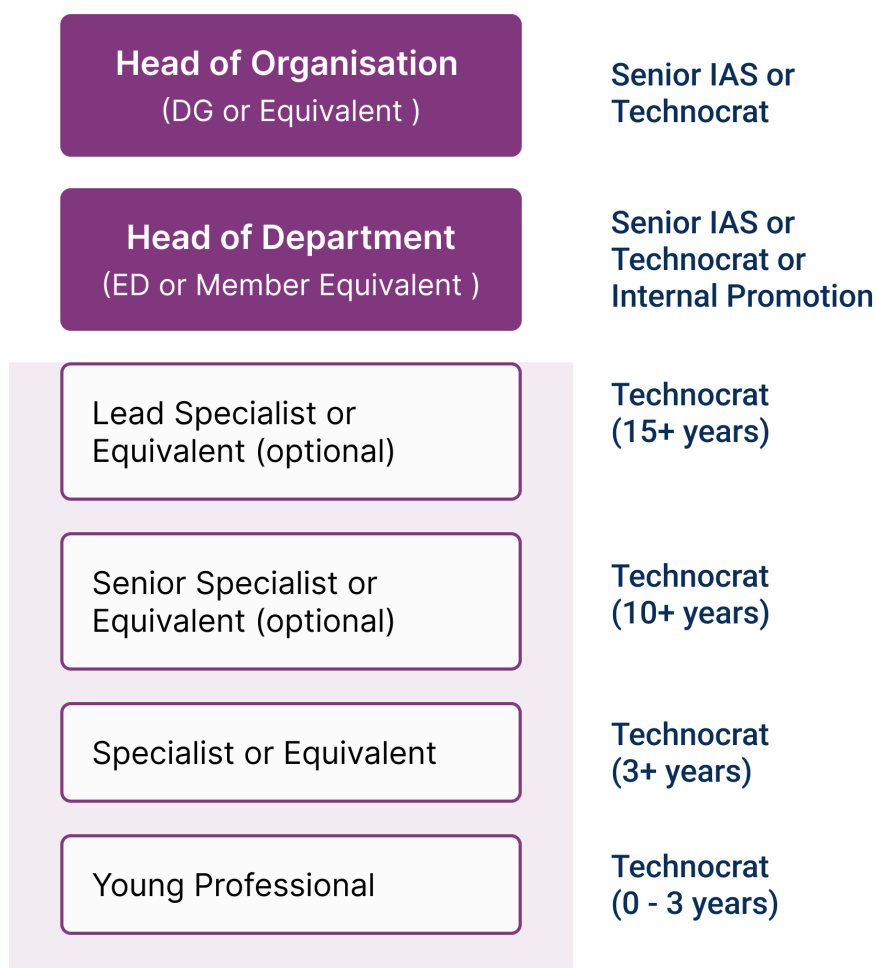 Head of Organisation
(DG or Equivalent )
Senior IAS or
Technocrat
Head of Department
(ED or Member Equivalent )
Senior IAS or
Technocrat or
Internal Promotion
Lead Specialist or
Equivalent (optional)
Technocrat
(15+ years)
Senior Specialist or
Equivalent (optional)
Technocrat
(10+ years)
Specialist or Equivalent
Technocrat
(3+ years)
Young Professional
Technocrat
(0 - 3 years)